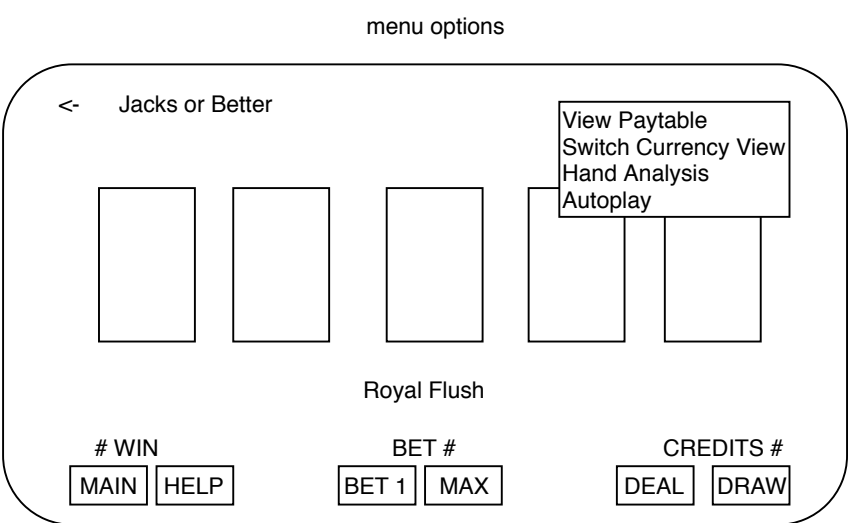 menu options
<- Jacks or Better
View Paytable
Switch Currency View
Hand Analysis
Autoplay
Royal Flush
# WIN BET # CREDITS #
MAIN HELP BET 1 MAX DEAL DRAW